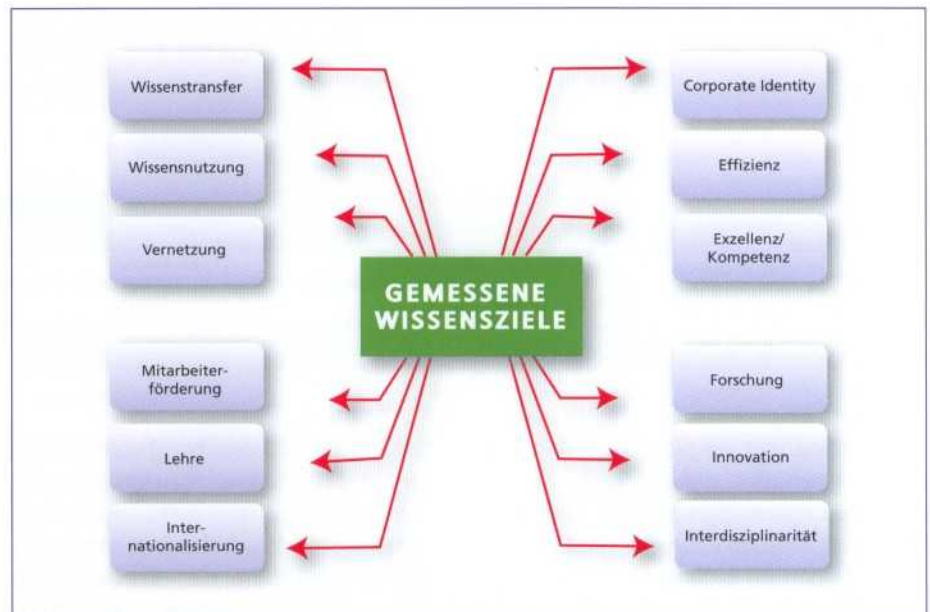 Wissenstransfer
Wissensnutzung
Vernetzung
Mitarbeiter-
förderung
Lehre
Inter-
nationalisierung
GEMESSENE
WISSENSZIELE
Corporate Identity
Effizienz
Exzellenz/
Kompetenz
Forschung
Innovation
Interdisziplinarität